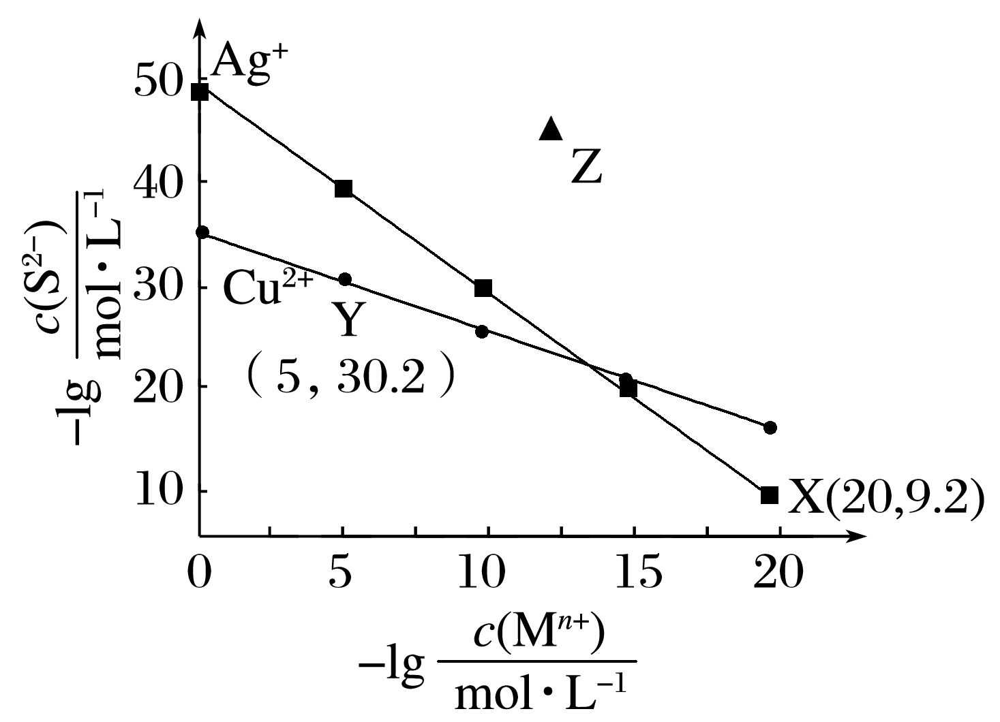 50
Ag⁺
40
Z
30
Cu²⁺
Y
(5, 30.2)
20
10
X(20,9.2)
0 5 10 15 20
−lg c(S²⁻)/mol·L⁻¹
−lg c(Mⁿ⁺)/mol·L⁻¹